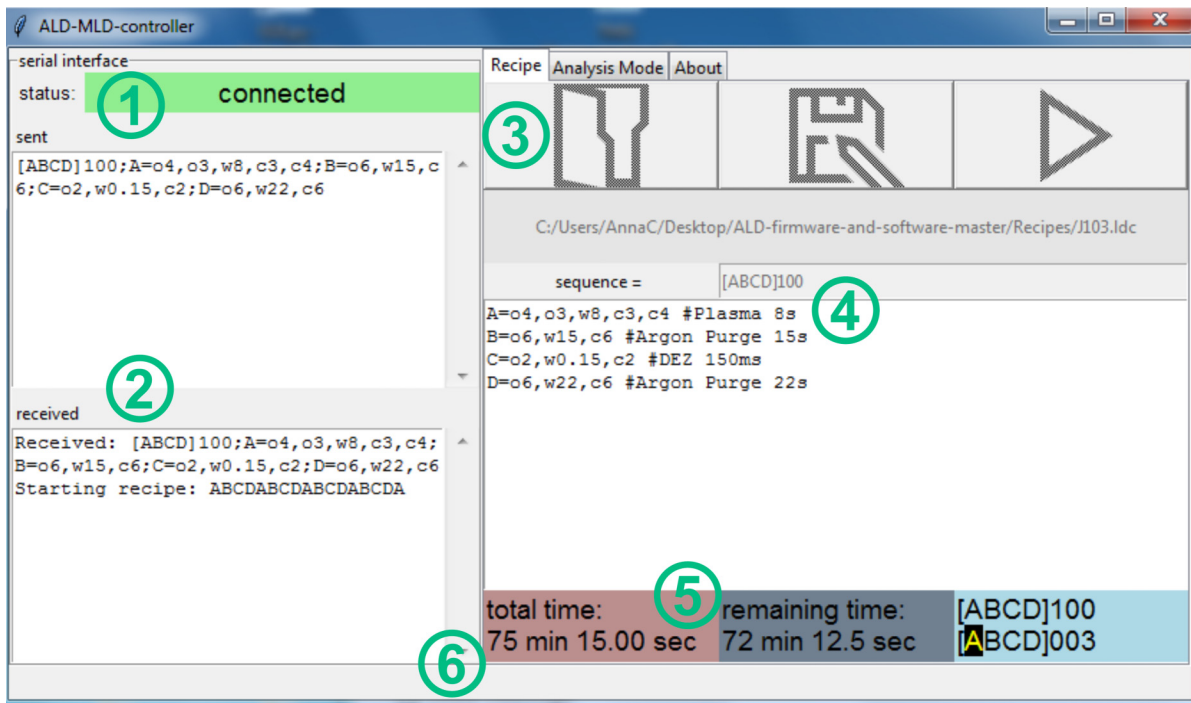 ALD-MLD-controller
serial interface
status:
1
connected
sent
[ABCD]100;A=o4,o3,w8,c3,c4;B=o6,w15,c
6;C=o2,w0.15,c2;D=o6,w22,c6
2
received
Received: [ABCD]100;A=o4,o3,w8,c3,c4;
B=o6,w15,c6;C=o2,w0.15,c2;D=o6,w22,c6
Starting recipe: ABCDABCDABCDABCDA
Recipe Analysis Mode About
3
C:/Users/AnnaC/Desktop/ALD-firmware-and-software-master/Recipes/J103.ldc
sequence = [ABCD]100
4
A=o4,o3,w8,c3,c4 #Plasma 8s
B=o6,w15,c6 #Argon Purge 15s
C=o2,w0.15,c2 #DEZ 150ms
D=o6,w22,c6 #Argon Purge 22s
5
total time: remaining time: [ABCD]100
75 min 15.00 sec 72 min 12.5 sec [ABCD]003
6